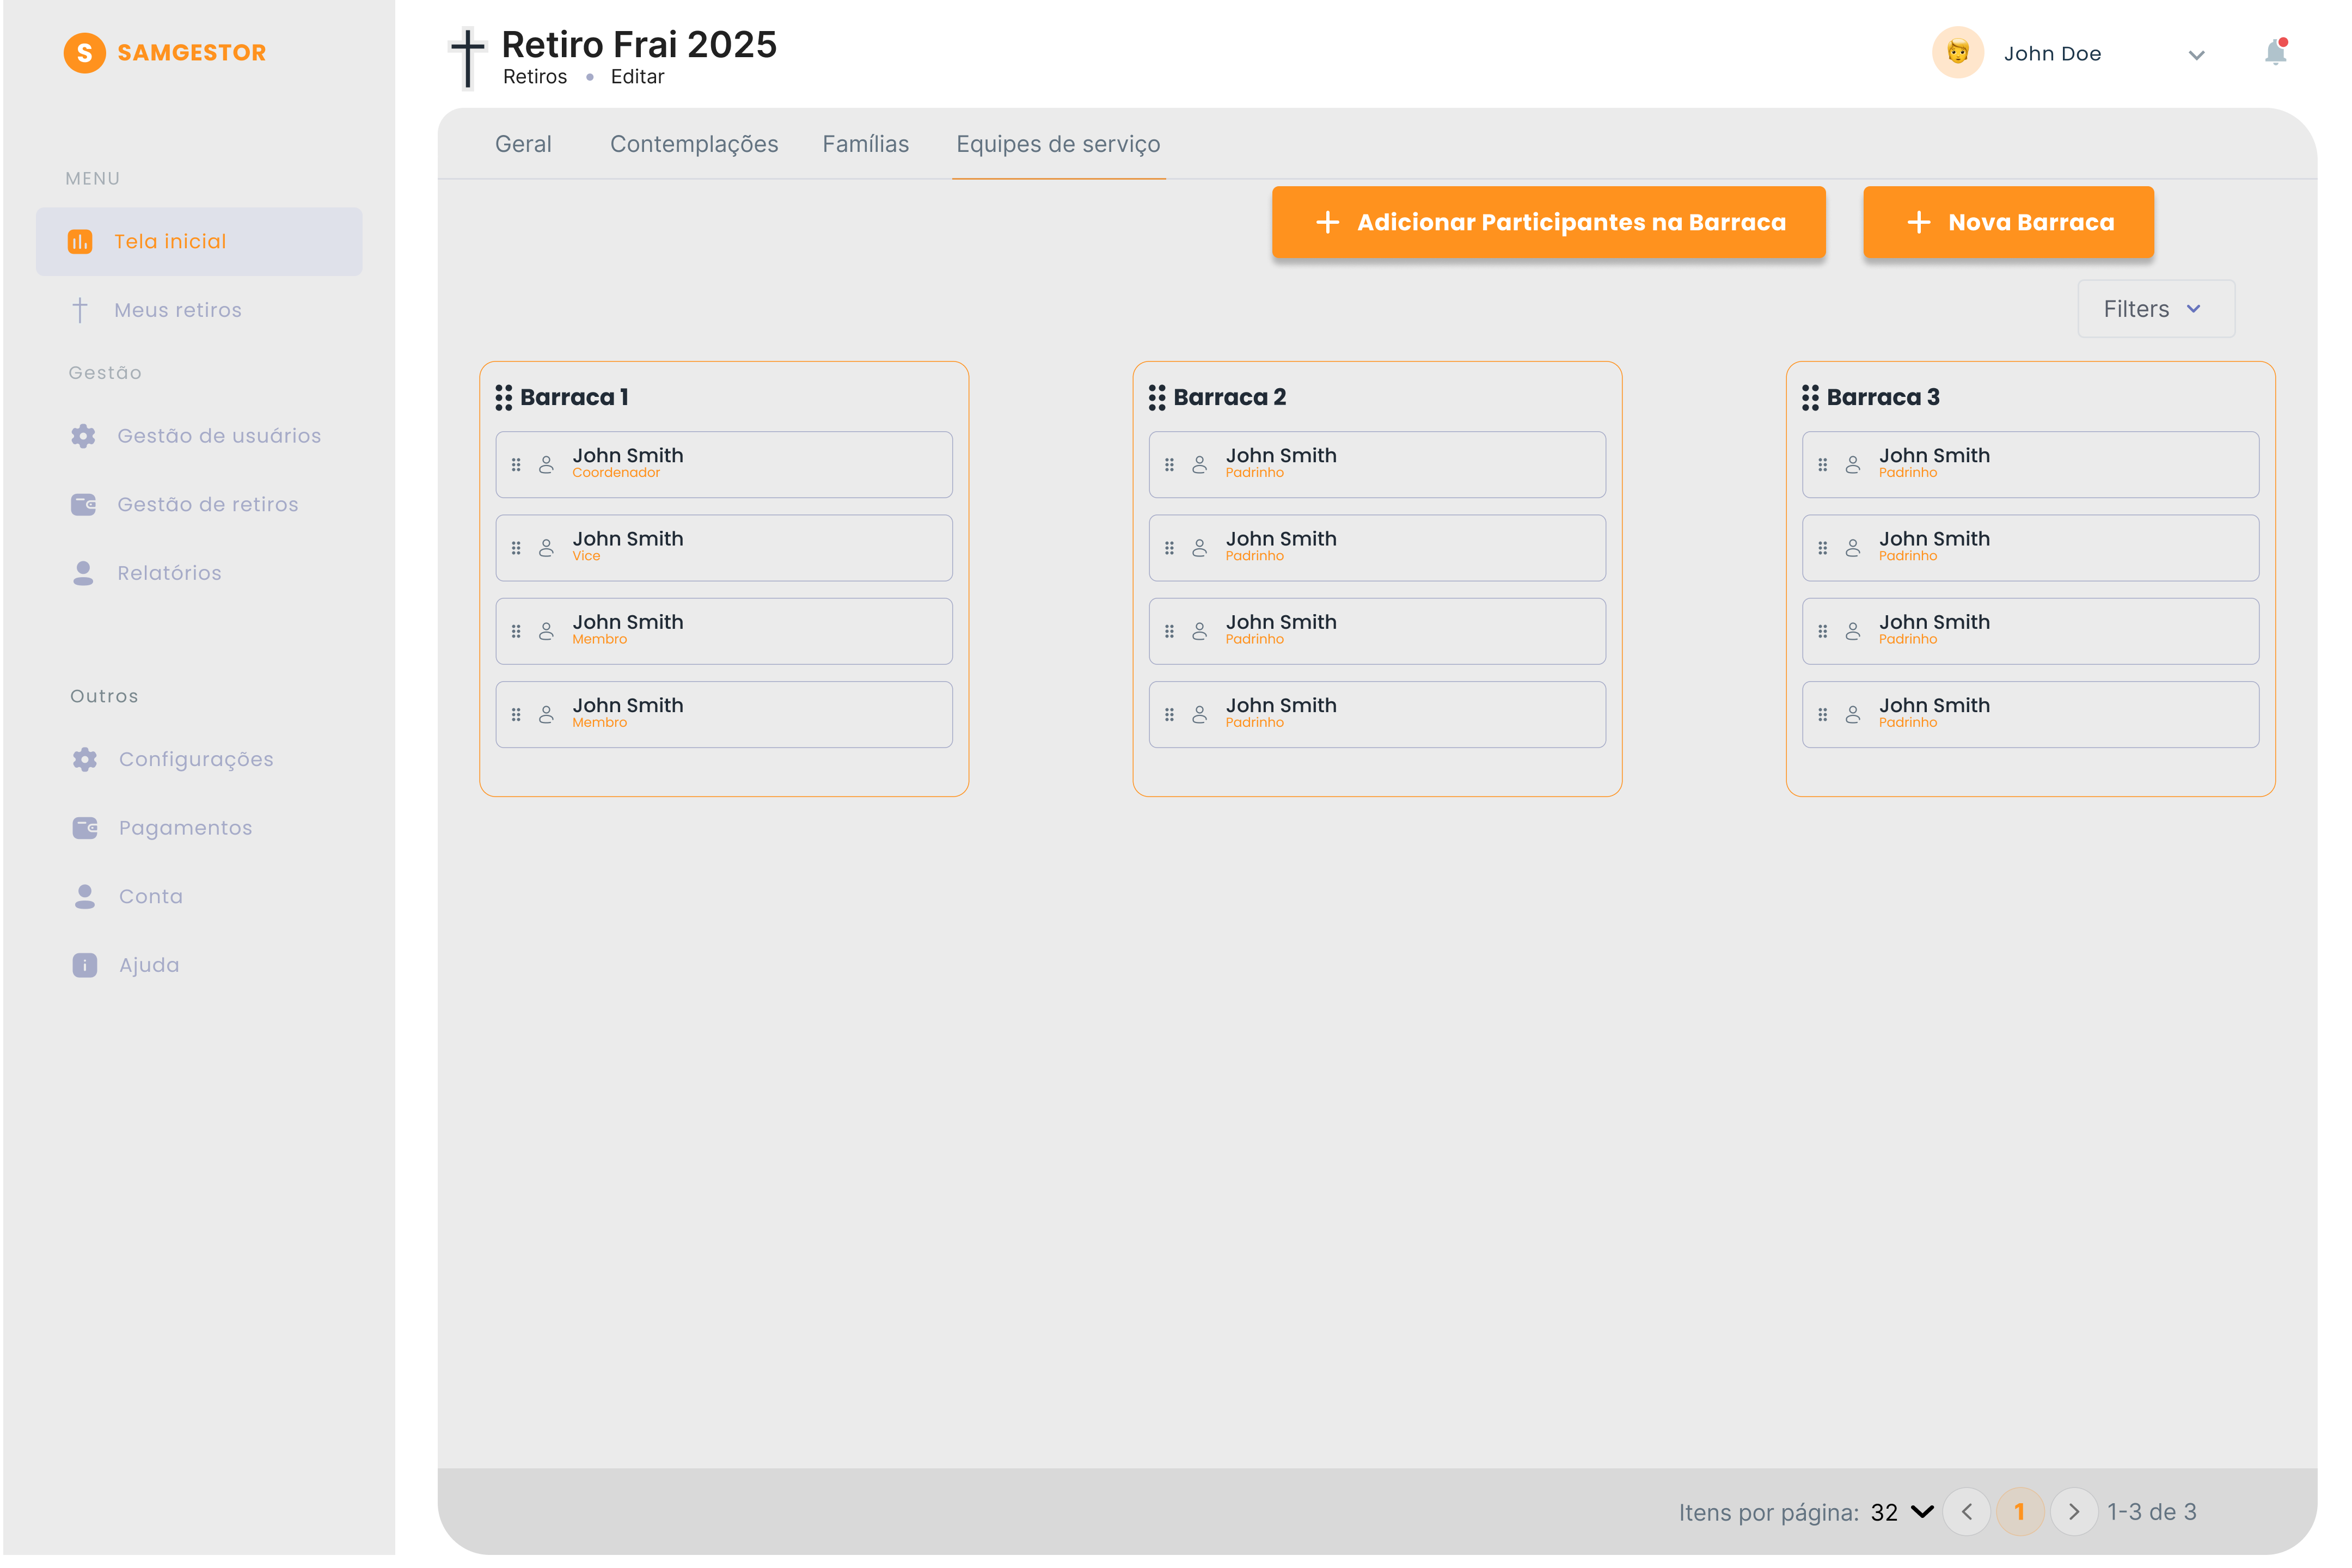 S SAMGESTOR
MENU
Tela inicial
Meus retiros
Gestão
Gestão de usuários
Gestão de retiros
Relatórios
Outros
Configurações
Pagamentos
Conta
Ajuda
Retiro Frai 2025
Retiros • Editar
John Doe
Geral Contemplações Famílias Equipes de serviço
+ Adicionar Participantes na Barraca + Nova Barraca
Filters
Barraca 1
John Smith
Coordenador
John Smith
Vice
John Smith
Membro
John Smith
Membro
Barraca 2
John Smith
Padrinho
John Smith
Padrinho
John Smith
Padrinho
John Smith
Padrinho
Barraca 3
John Smith
Padrinho
John Smith
Padrinho
John Smith
Padrinho
John Smith
Padrinho
Itens por página: 32 1 1-3 de 3